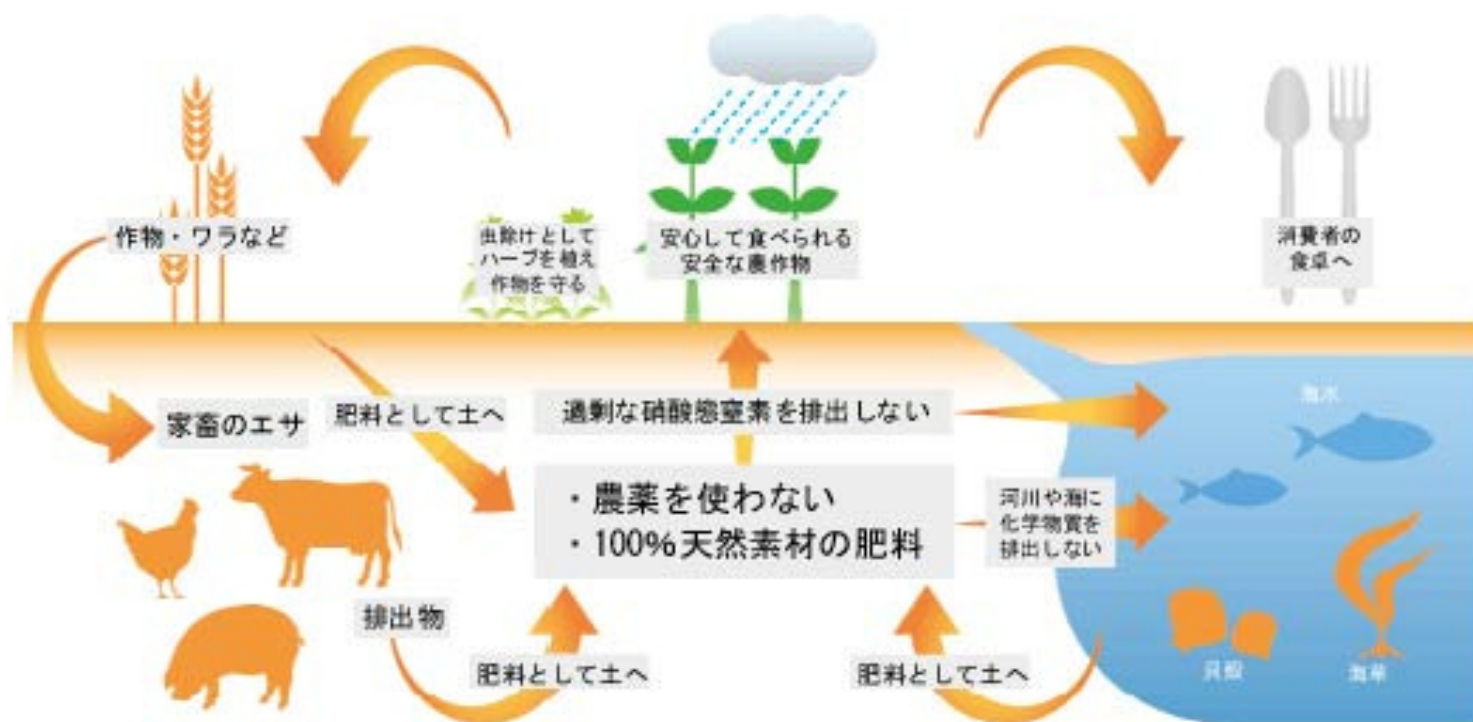 作物・ワラなど
虫除けとして
ハーブを植え
作物を守る
安心して食べられる
安全な農作物
消費者の
食卓へ
家畜のエサ
肥料として土へ
過剰な硝酸態窒素を排出しない
海水
・農薬を使わない
・100%天然素材の肥料
河川や海に
化学物質を
排出しない
排出物
肥料として土へ
肥料として土へ
貝殻
海草